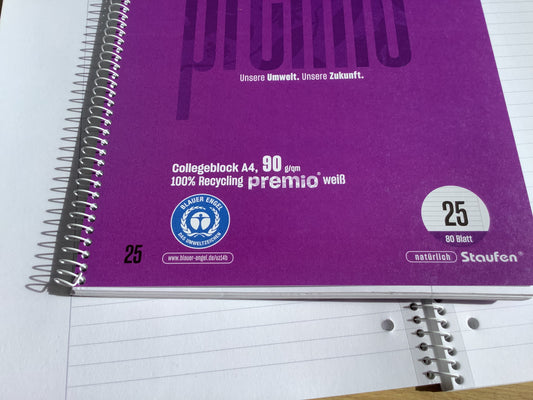 premio
Unsere Umwelt. Unsere Zukunft.
Collegeblock A4, 90 g/qm
100% Recycling premio® weiß
BLAUER ENGEL
DAS UMWELTZEICHEN
www.blauer-engel.de/uz14b
25
25
80 Blatt
natürlich Staufen®